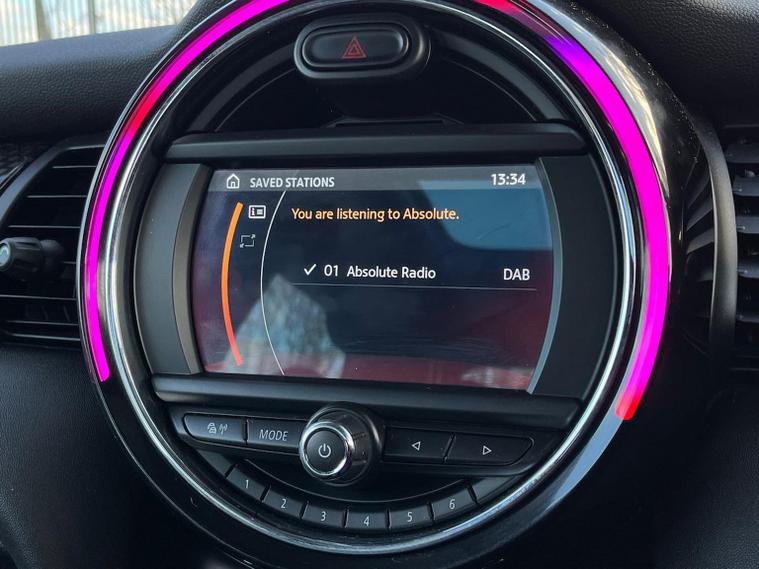 SAVED STATIONS 13:34
You are listening to Absolute.
01 Absolute Radio DAB
MODE
1 2 3 4 5 6